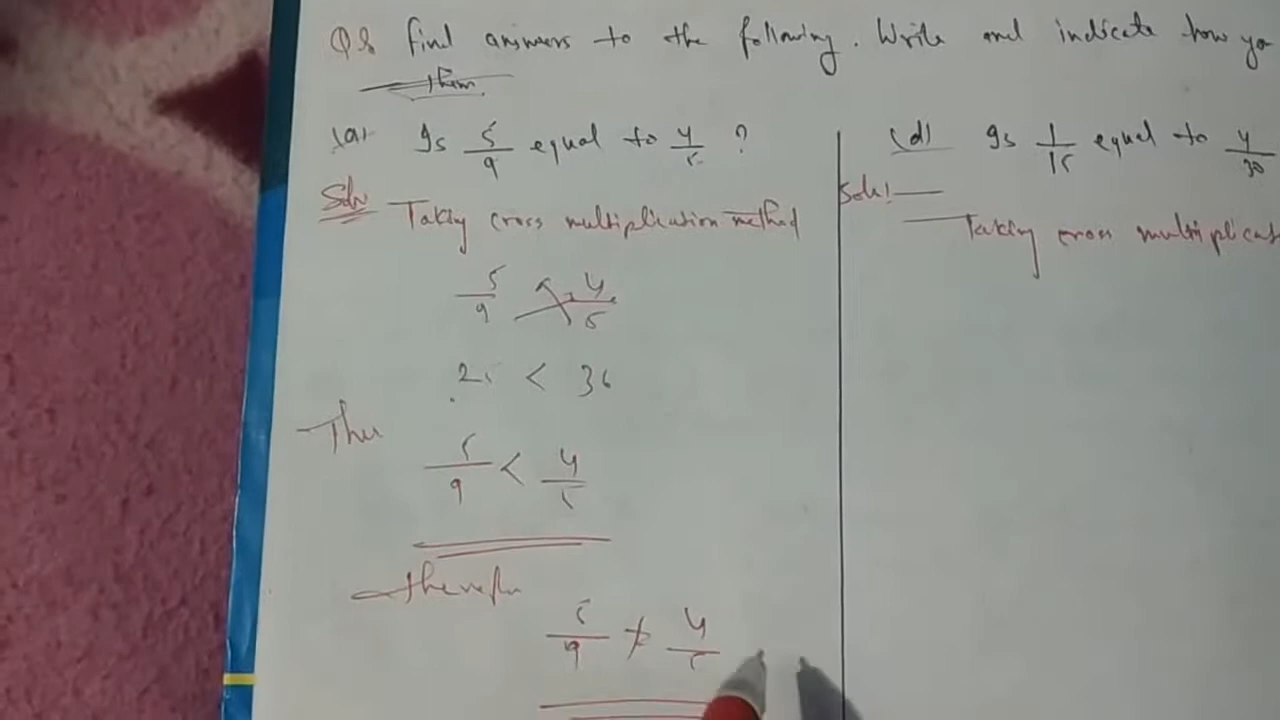 Q8 find answers to the following. Write and indicate how yo
them.
(a) Is 5/9 equal to 4/5 ?
Soln Taking cross multiplication method
5/9 4/5
25 < 36
Thu
5/9 < 4/5
5/9 ≠ 4/5
(d) Is 1/15 equal to 4/30
Soln:—
Taking cross multiplicat